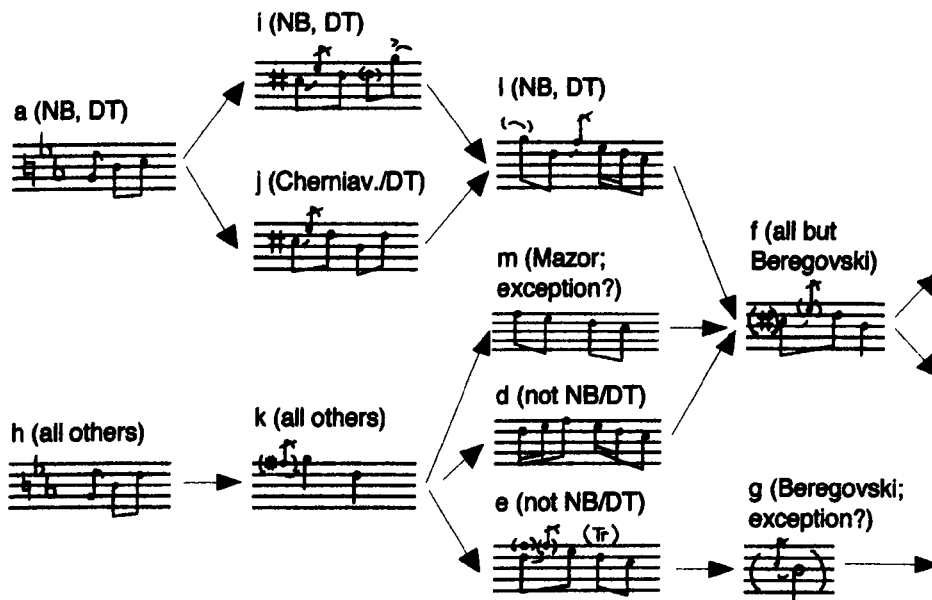 i (NB, DT)
a (NB, DT)
l (NB, DT)
j (Cherniav./DT)
m (Mazor;
exception?)
f (all but
Beregovski)
h (all others)
k (all others)
d (not NB/DT)
e (not NB/DT)
(Tr)
g (Beregovski;
exception?)